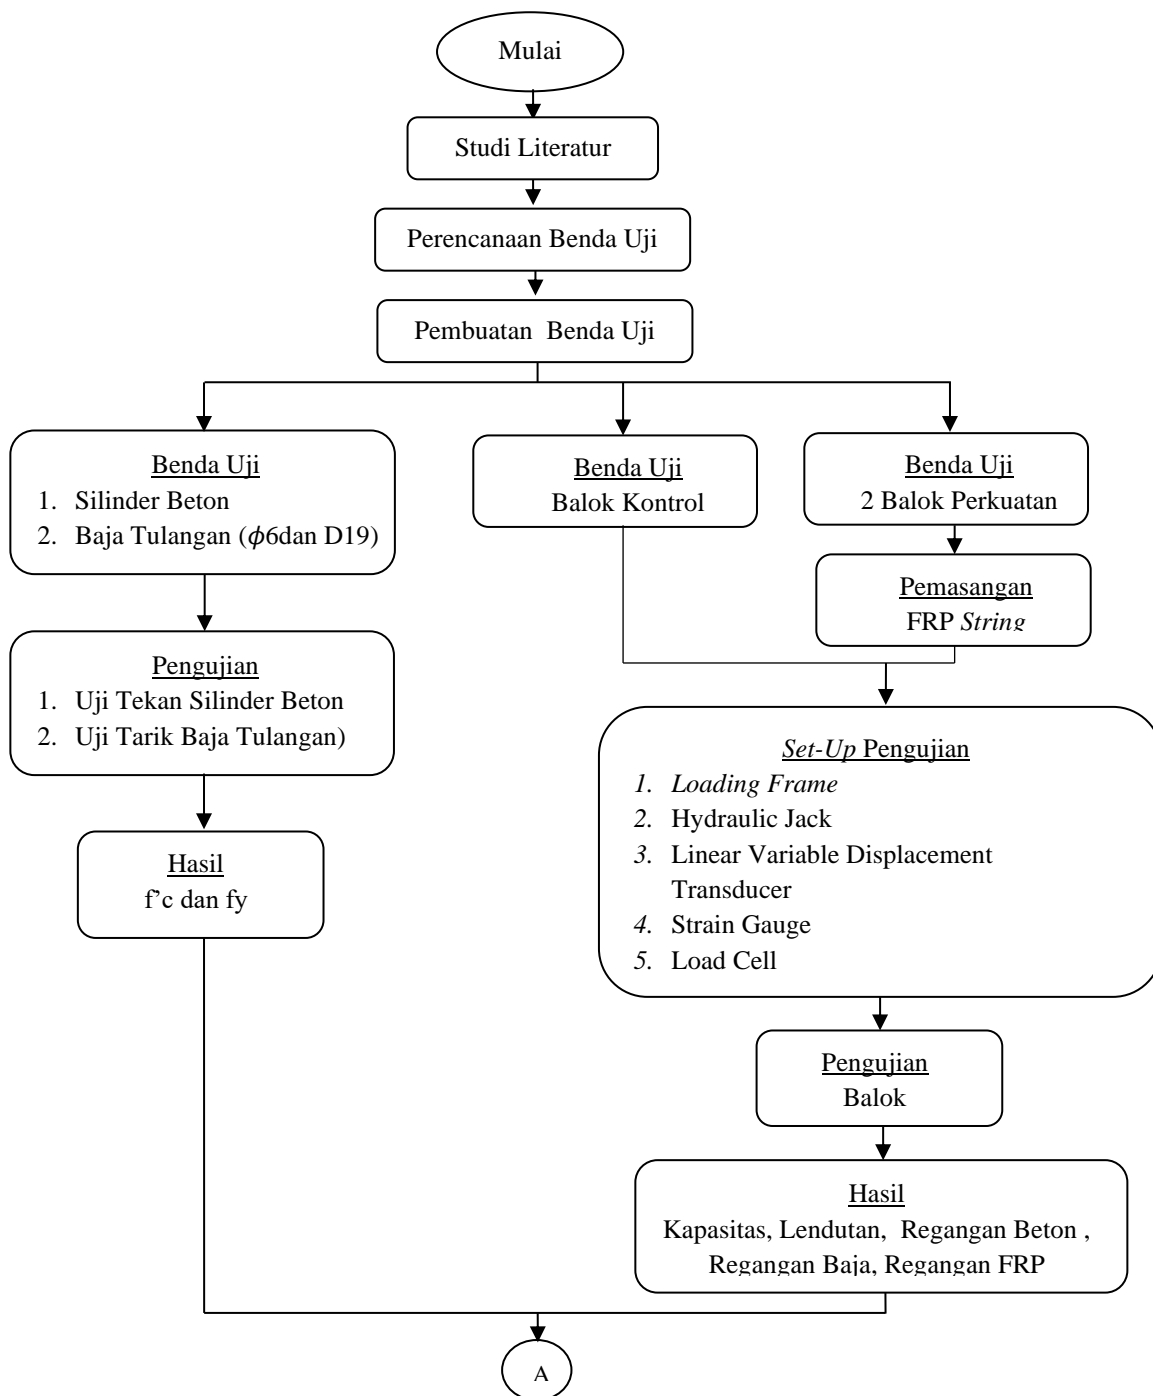 Mulai
Studi Literatur
Perencanaan Benda Uji
Pembuatan Benda Uji
Benda Uji
1. Silinder Beton
2. Baja Tulangan (ϕ6dan D19)
Benda Uji
Balok Kontrol
Benda Uji
2 Balok Perkuatan
Pemasangan
FRP String
Pengujian
1. Uji Tekan Silinder Beton
2. Uji Tarik Baja Tulangan)
Hasil
f’c dan fy
Set-Up Pengujian
1. Loading Frame
2. Hydraulic Jack
3. Linear Variable Displacement
Transducer
4. Strain Gauge
5. Load Cell
Pengujian
Balok
Hasil
Kapasitas, Lendutan, Regangan Beton ,
Regangan Baja, Regangan FRP
A